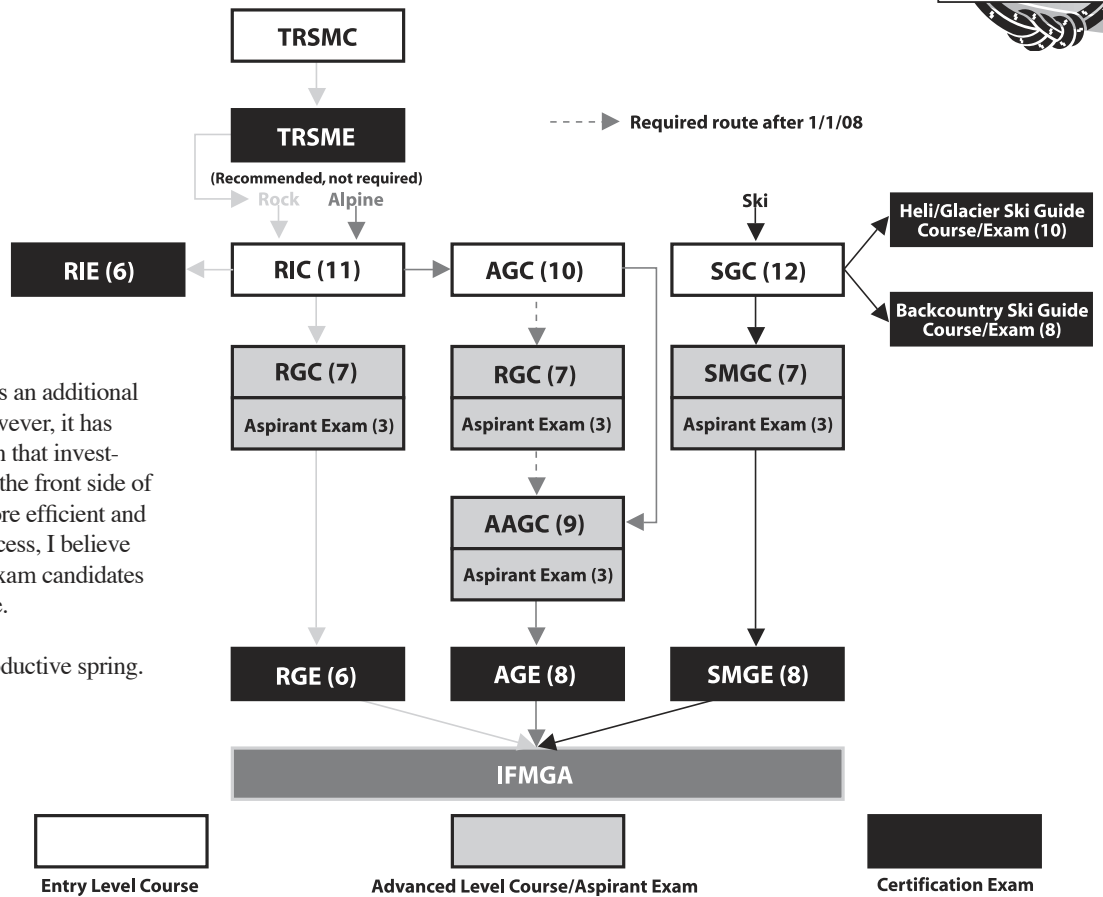 TRSMC
TRSME
Required route after 1/1/08
(Recommended, not required)
Rock
Alpine
Ski
Heli/Glacier Ski Guide
Course/Exam (10)
RIE (6)
RIC (11)
AGC (10)
SGC (12)
Backcountry Ski Guide
Course/Exam (8)
RGC (7)
Aspirant Exam (3)
RGC (7)
Aspirant Exam (3)
SMGC (7)
Aspirant Exam (3)
s an additional
vever, it has
n that invest-
the front side of
ore efficient and
cess, I believe
xam candidates
e.
oductive spring.
AAGC (9)
Aspirant Exam (3)
RGE (6)
AGE (8)
SMGE (8)
IFMGA
Entry Level Course
Advanced Level Course/Aspirant Exam
Certification Exam